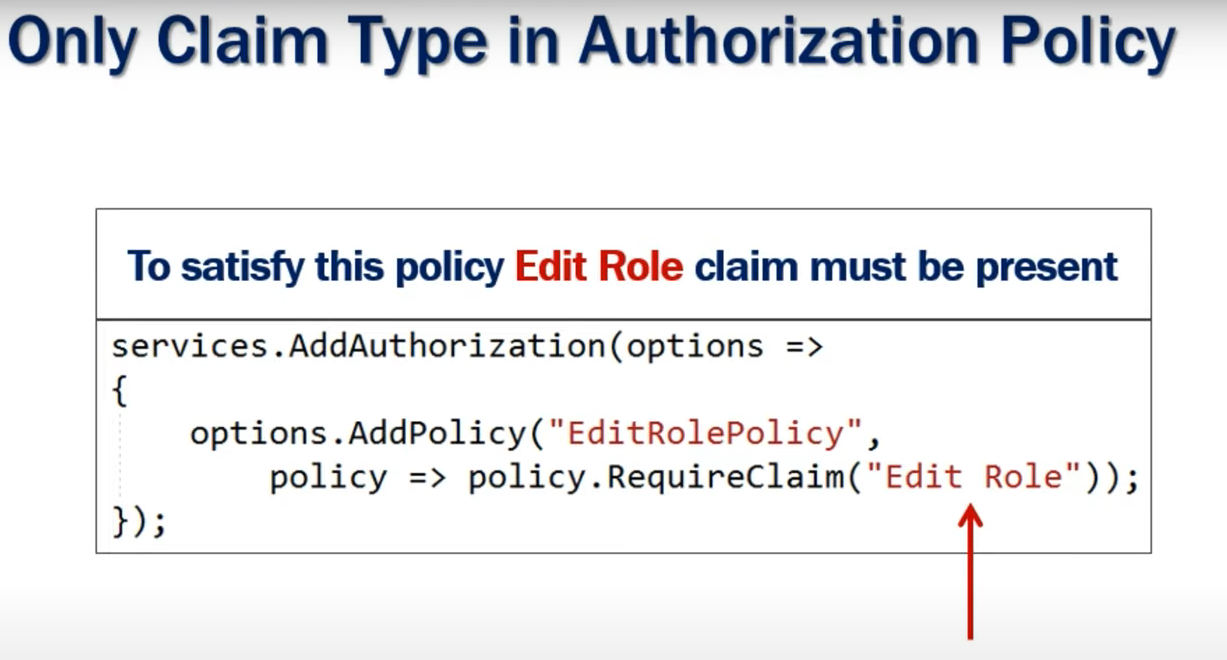 Only Claim Type in Authorization Policy
To satisfy this policy Edit Role claim must be present
services.AddAuthorization(options =>
{
    options.AddPolicy("EditRolePolicy",
        policy => policy.RequireClaim("Edit Role"));
});